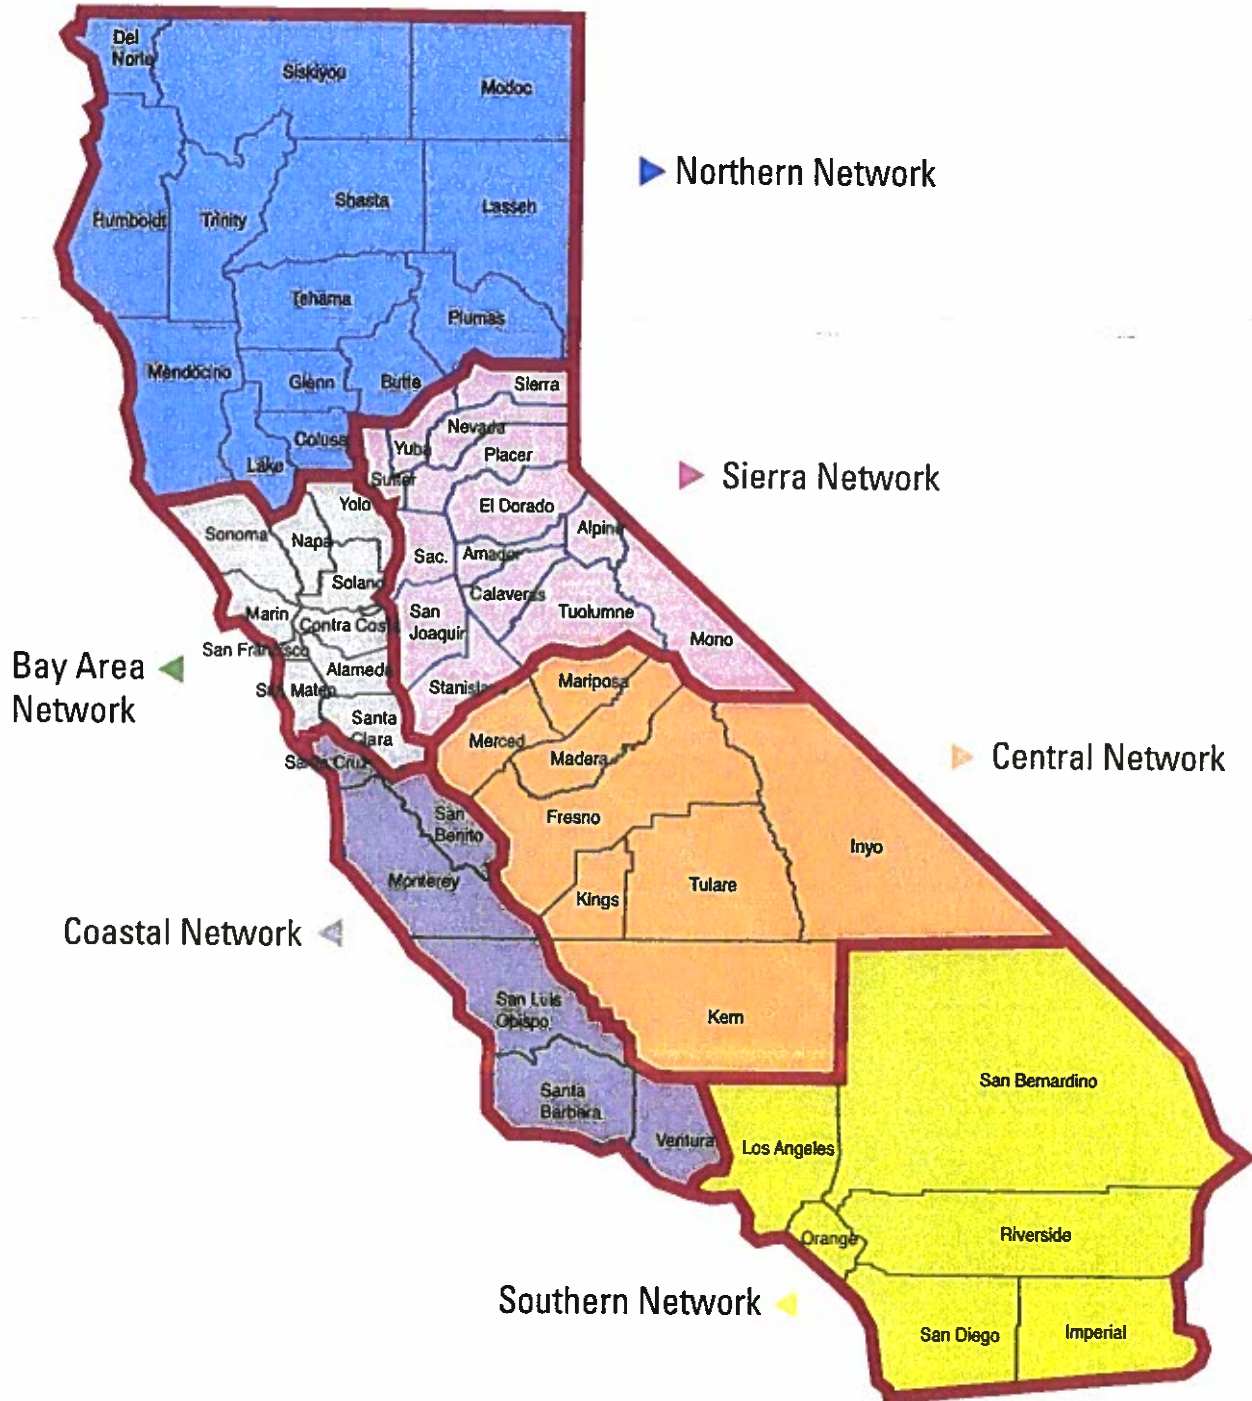 Del
Norte
Siskiyou
Modoc
Northern Network
Humboldt
Trinity
Shasta
Lassen
Tehama
Plumas
Mendocino
Glenn
Butte
Sierra
Colusa
Lake
Yuba
Nevada
Placer
Sutter
Sierra Network
Yolo
El Dorado
Sonoma
Napa
Sac.
Amador
Alpine
Solano
Calaveras
Marin
Contra Costa
San
Joaquin
Tuolumne
San Francisco
Alameda
Mono
Bay Area
Network
San Mateo
Stanislaus
Mariposa
Santa
Clara
Merced
Santa Cruz
Madera
Central Network
San
Benito
Fresno
Inyo
Monterey
Kings
Tulare
Coastal Network
San Luis
Obispo
Kern
Santa
Barbara
San Bernardino
Ventura
Los Angeles
Orange
Riverside
Southern Network
San Diego
Imperial